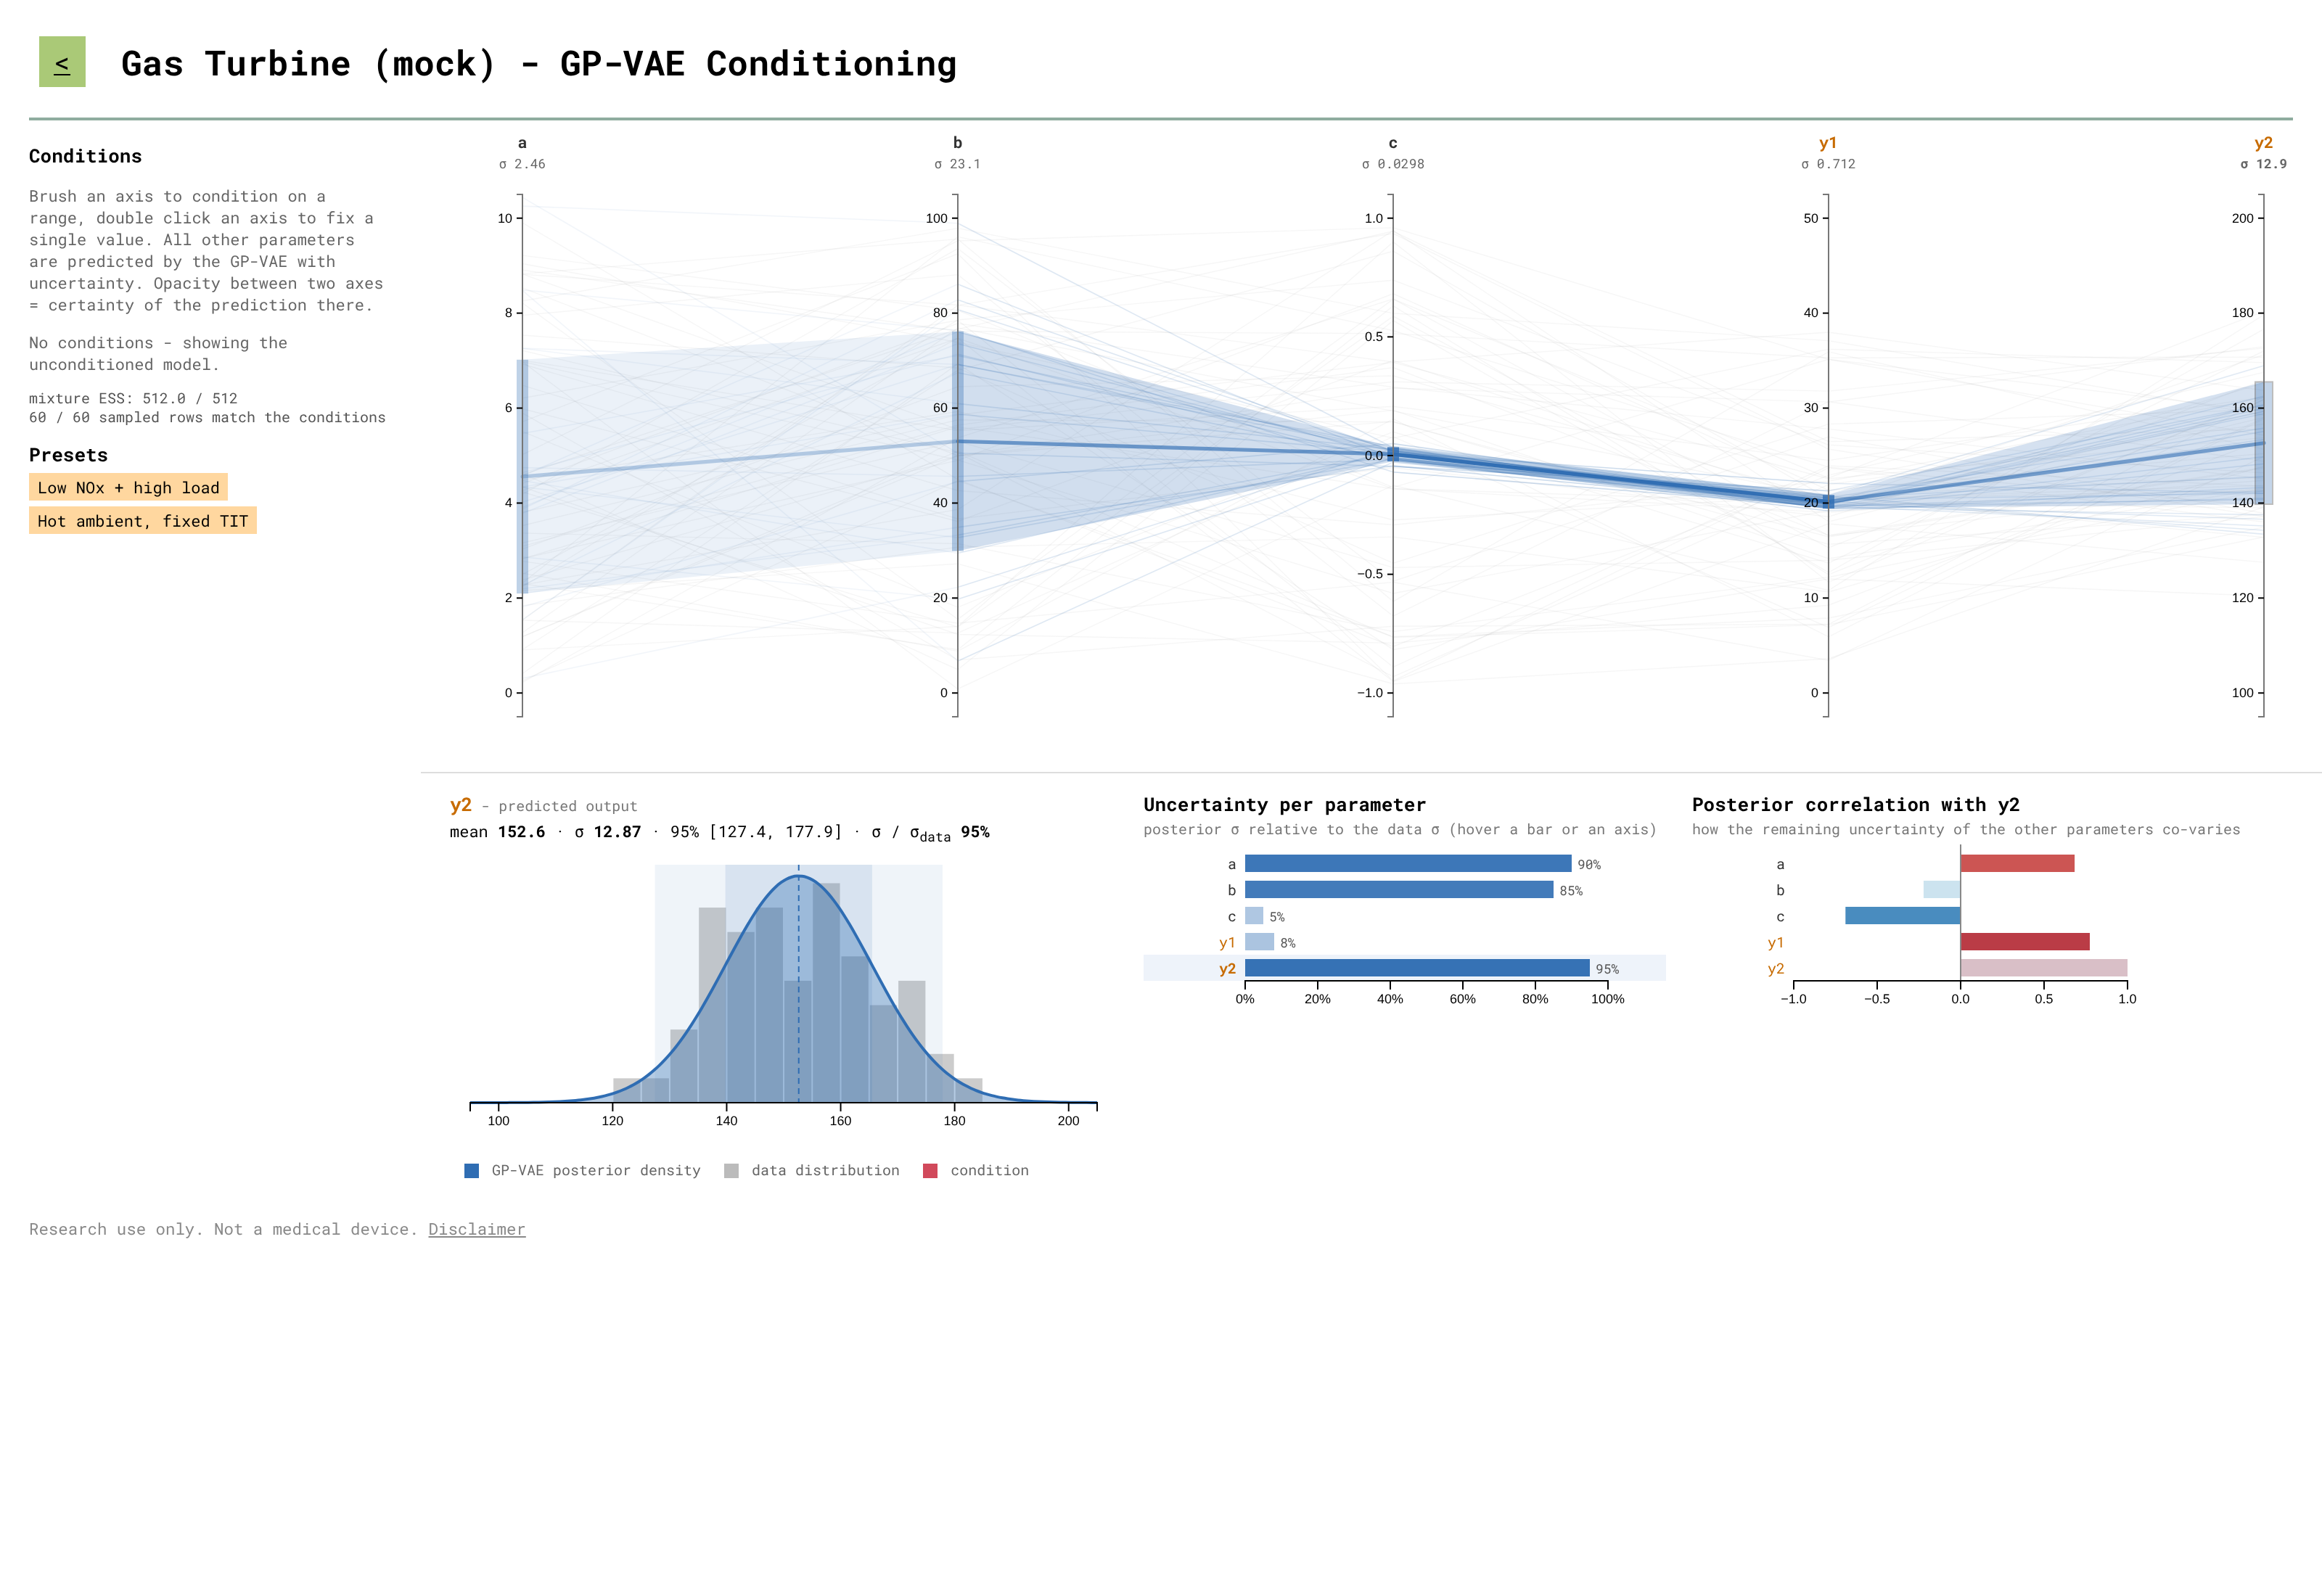 <
Gas Turbine (mock) - GP-VAE Conditioning
Conditions
Brush an axis to condition on a
range, double click an axis to fix a
single value. All other parameters
are predicted by the GP-VAE with
uncertainty. Opacity between two axes
= certainty of the prediction there.
No conditions - showing the
unconditioned model.
mixture ESS: 512.0 / 512
60 / 60 sampled rows match the conditions
Presets
Low NOx + high load
Hot ambient, fixed TIT
a
σ 2.46
10
8
6
4
2
0
b
σ 23.1
100
80
60
40
20
0
c
σ 0.0298
1.0
0.5
0.0
−0.5
−1.0
y1
σ 0.712
50
40
30
20
10
0
y2
σ 12.9
200
180
160
140
120
100
y2 - predicted output
mean 152.6 · σ 12.87 · 95% [127.4, 177.9] · σ / σdata 95%
100 120 140 160 180 200
GP-VAE posterior density data distribution condition
Uncertainty per parameter
posterior σ relative to the data σ (hover a bar or an axis)
a 90%
b 85%
c 5%
y1 8%
y2 95%
0% 20% 40% 60% 80% 100%
Posterior correlation with y2
how the remaining uncertainty of the other parameters co-varies
a
b
c
y1
y2
−1.0 −0.5 0.0 0.5 1.0
Research use only. Not a medical device. Disclaimer